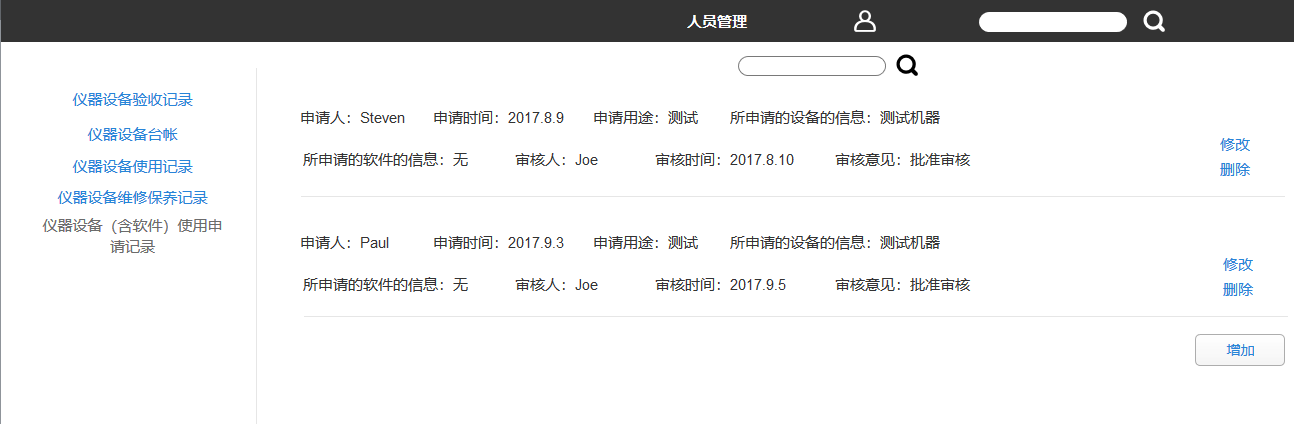 人员管理
仪器设备验收记录
仪器设备台帐
仪器设备使用记录
仪器设备维修保养记录
仪器设备（含软件）使用申
请记录
申请人：Steven 申请时间：2017.8.9 申请用途：测试 所申请的设备的信息：测试机器
所申请的软件的信息：无 审核人：Joe 审核时间：2017.8.10 审核意见：批准审核
修改
删除
申请人：Paul 申请时间：2017.9.3 申请用途：测试 所申请的设备的信息：测试机器
所申请的软件的信息：无 审核人：Joe 审核时间：2017.9.5 审核意见：批准审核
修改
删除
增加